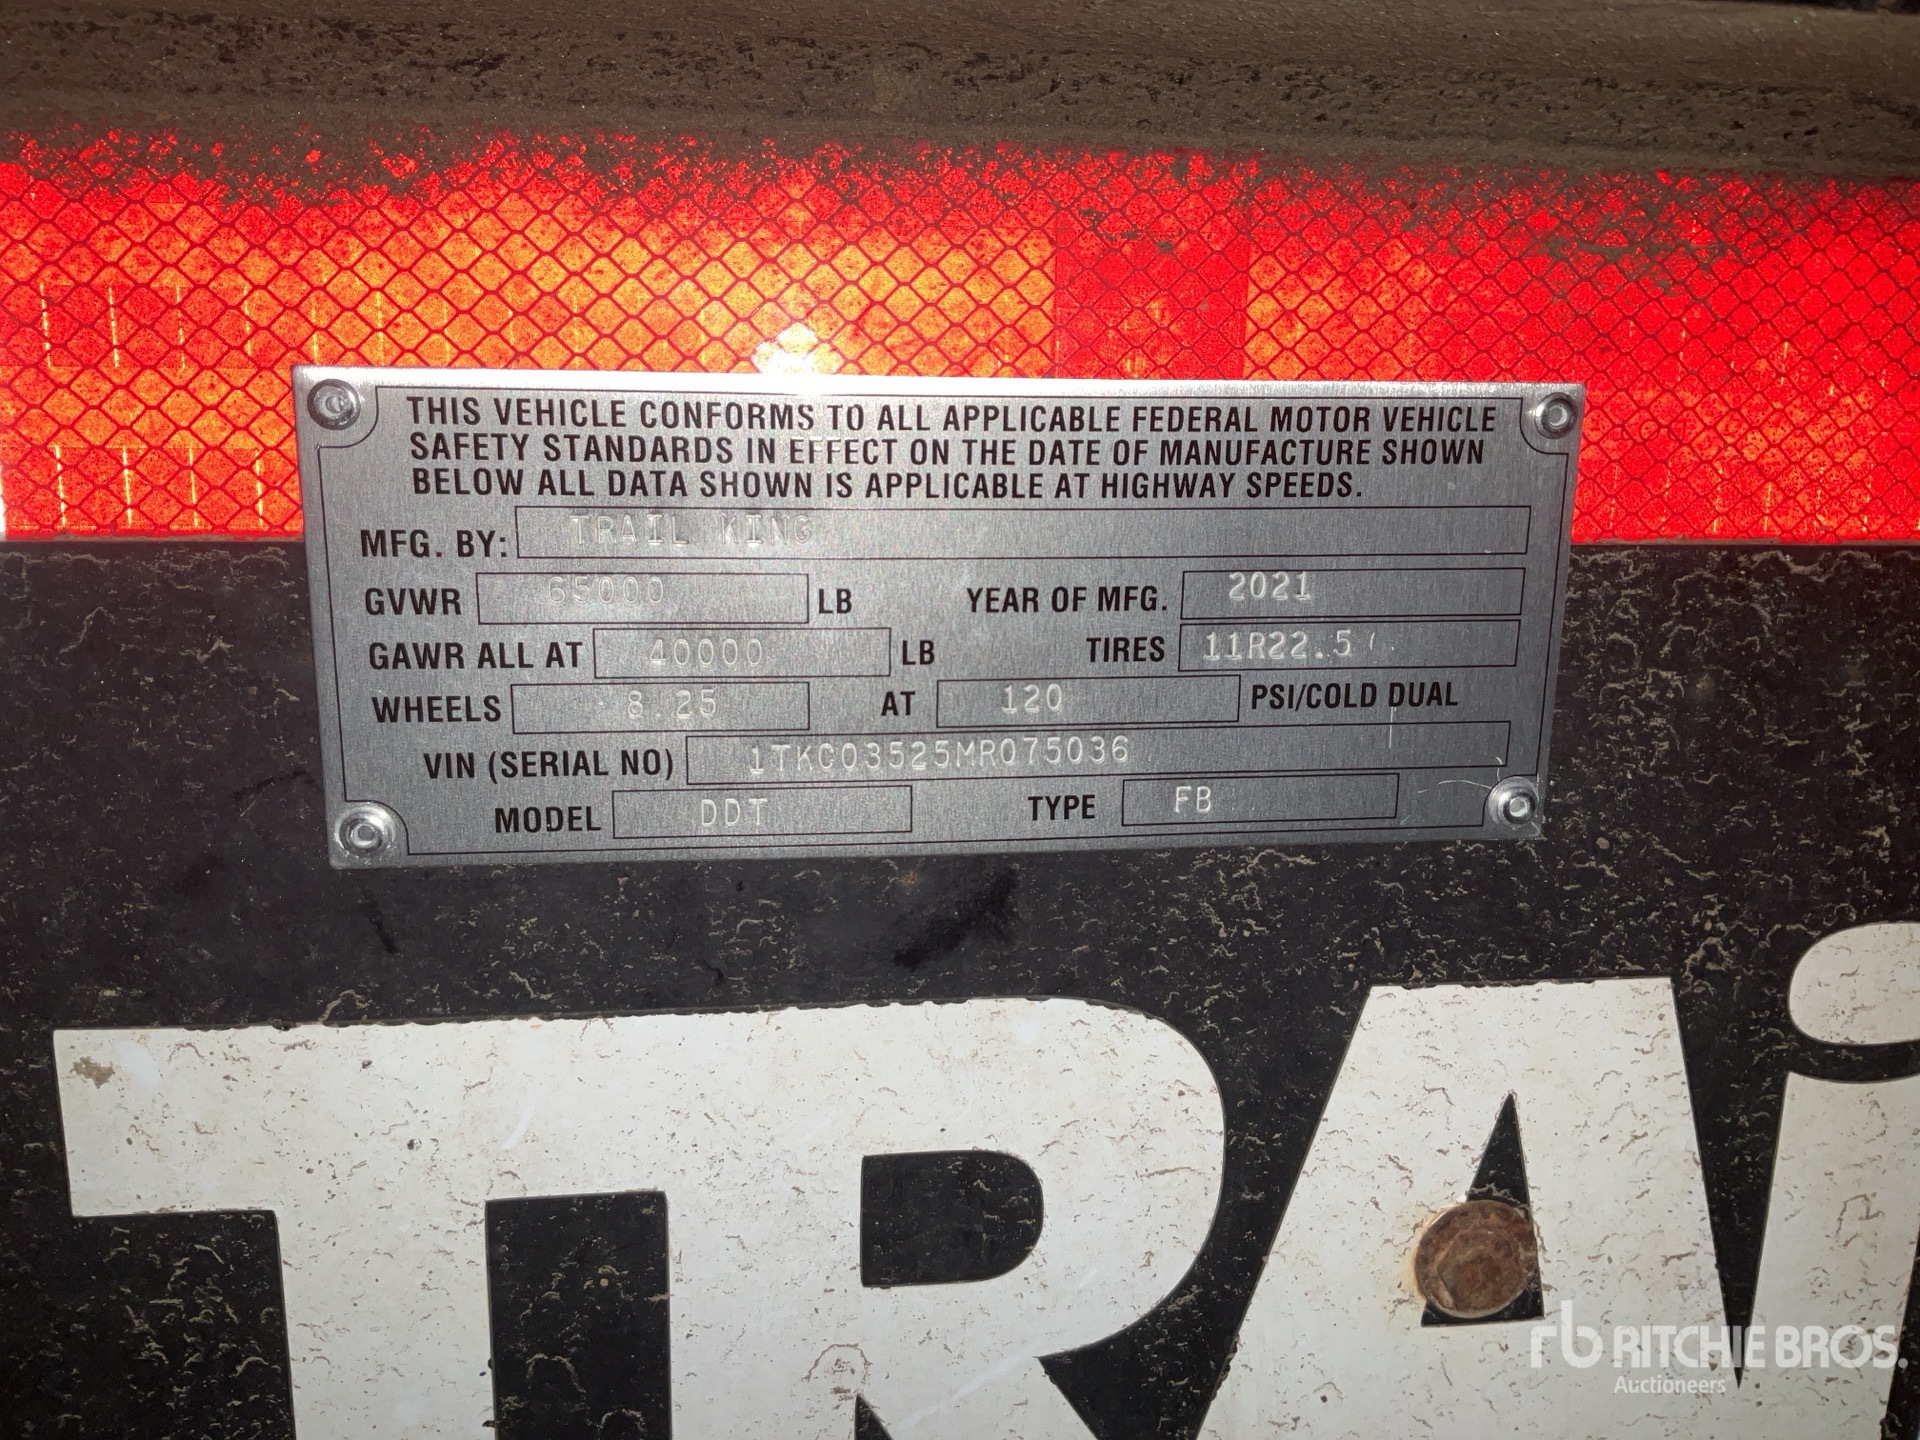 THIS VEHICLE CONFORMS TO ALL APPLICABLE FEDERAL MOTOR VEHICLE
SAFETY STANDARDS IN EFFECT ON THE DATE OF MANUFACTURE SHOWN
BELOW ALL DATA SHOWN IS APPLICABLE AT HIGHWAY SPEEDS.
MFG. BY: TRAIL KING
GVWR 65000 LB YEAR OF MFG. 2021
GAWR ALL AT 40000 LB TIRES 11R22.5(
WHEELS 8.25 AT 120 PSI/COLD DUAL
VIN (SERIAL NO) 1TKC03525MR075036
MODEL DDT TYPE FB
TRAi
rb RITCHIE BROS.
Auctioneers